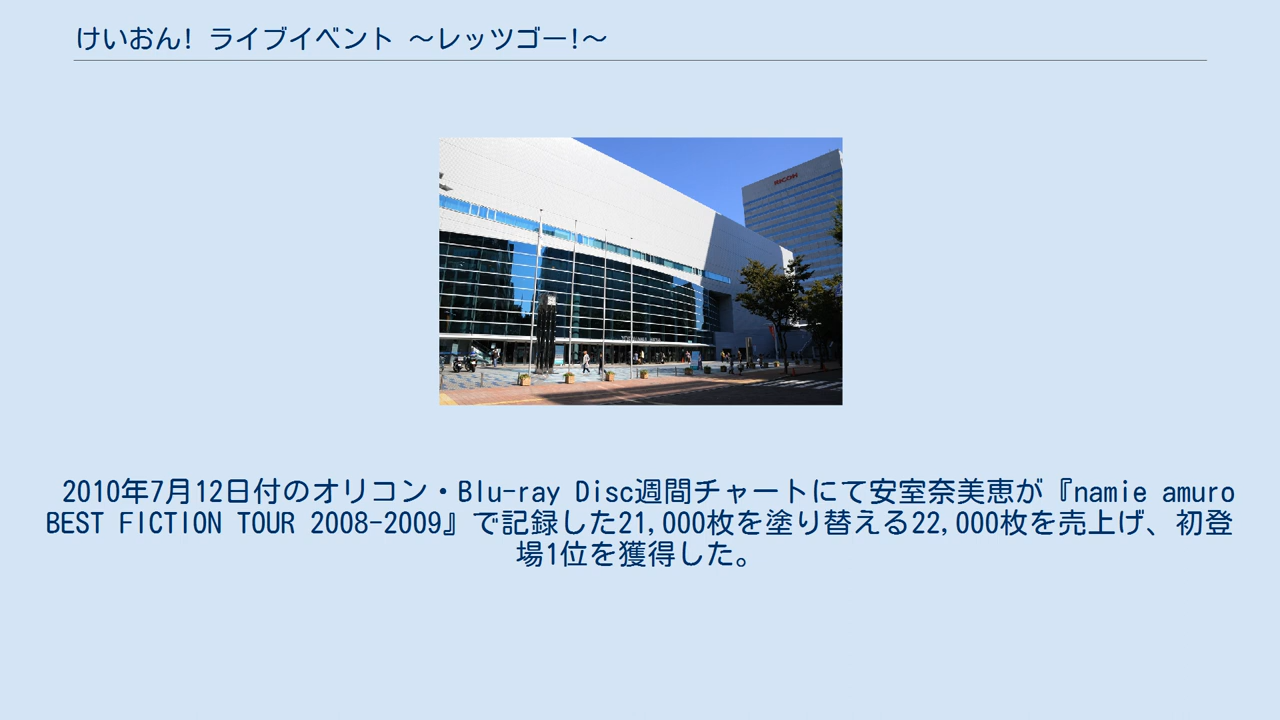 けいおん! ライブイベント 〜レッツゴー!〜
RICOH
YOKOHAMA ARENA
2010年7月12日付のオリコン・Blu-ray Disc週間チャートにて安室奈美恵が『namie amuro
BEST FICTION TOUR 2008-2009』で記録した21,000枚を塗り替える22,000枚を売上げ、初登
場1位を獲得した。